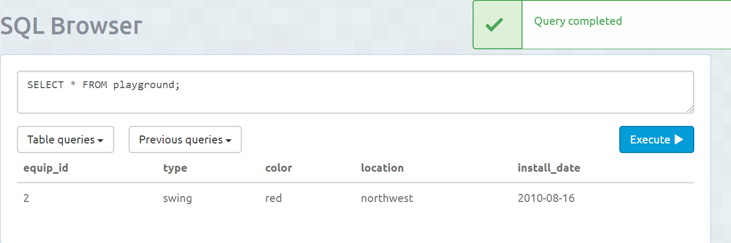 SQL Browser
Query completed
SELECT * FROM playground;
Table queries
Previous queries
Execute
equip_id type color location install_date
2 swing red northwest 2010-08-16